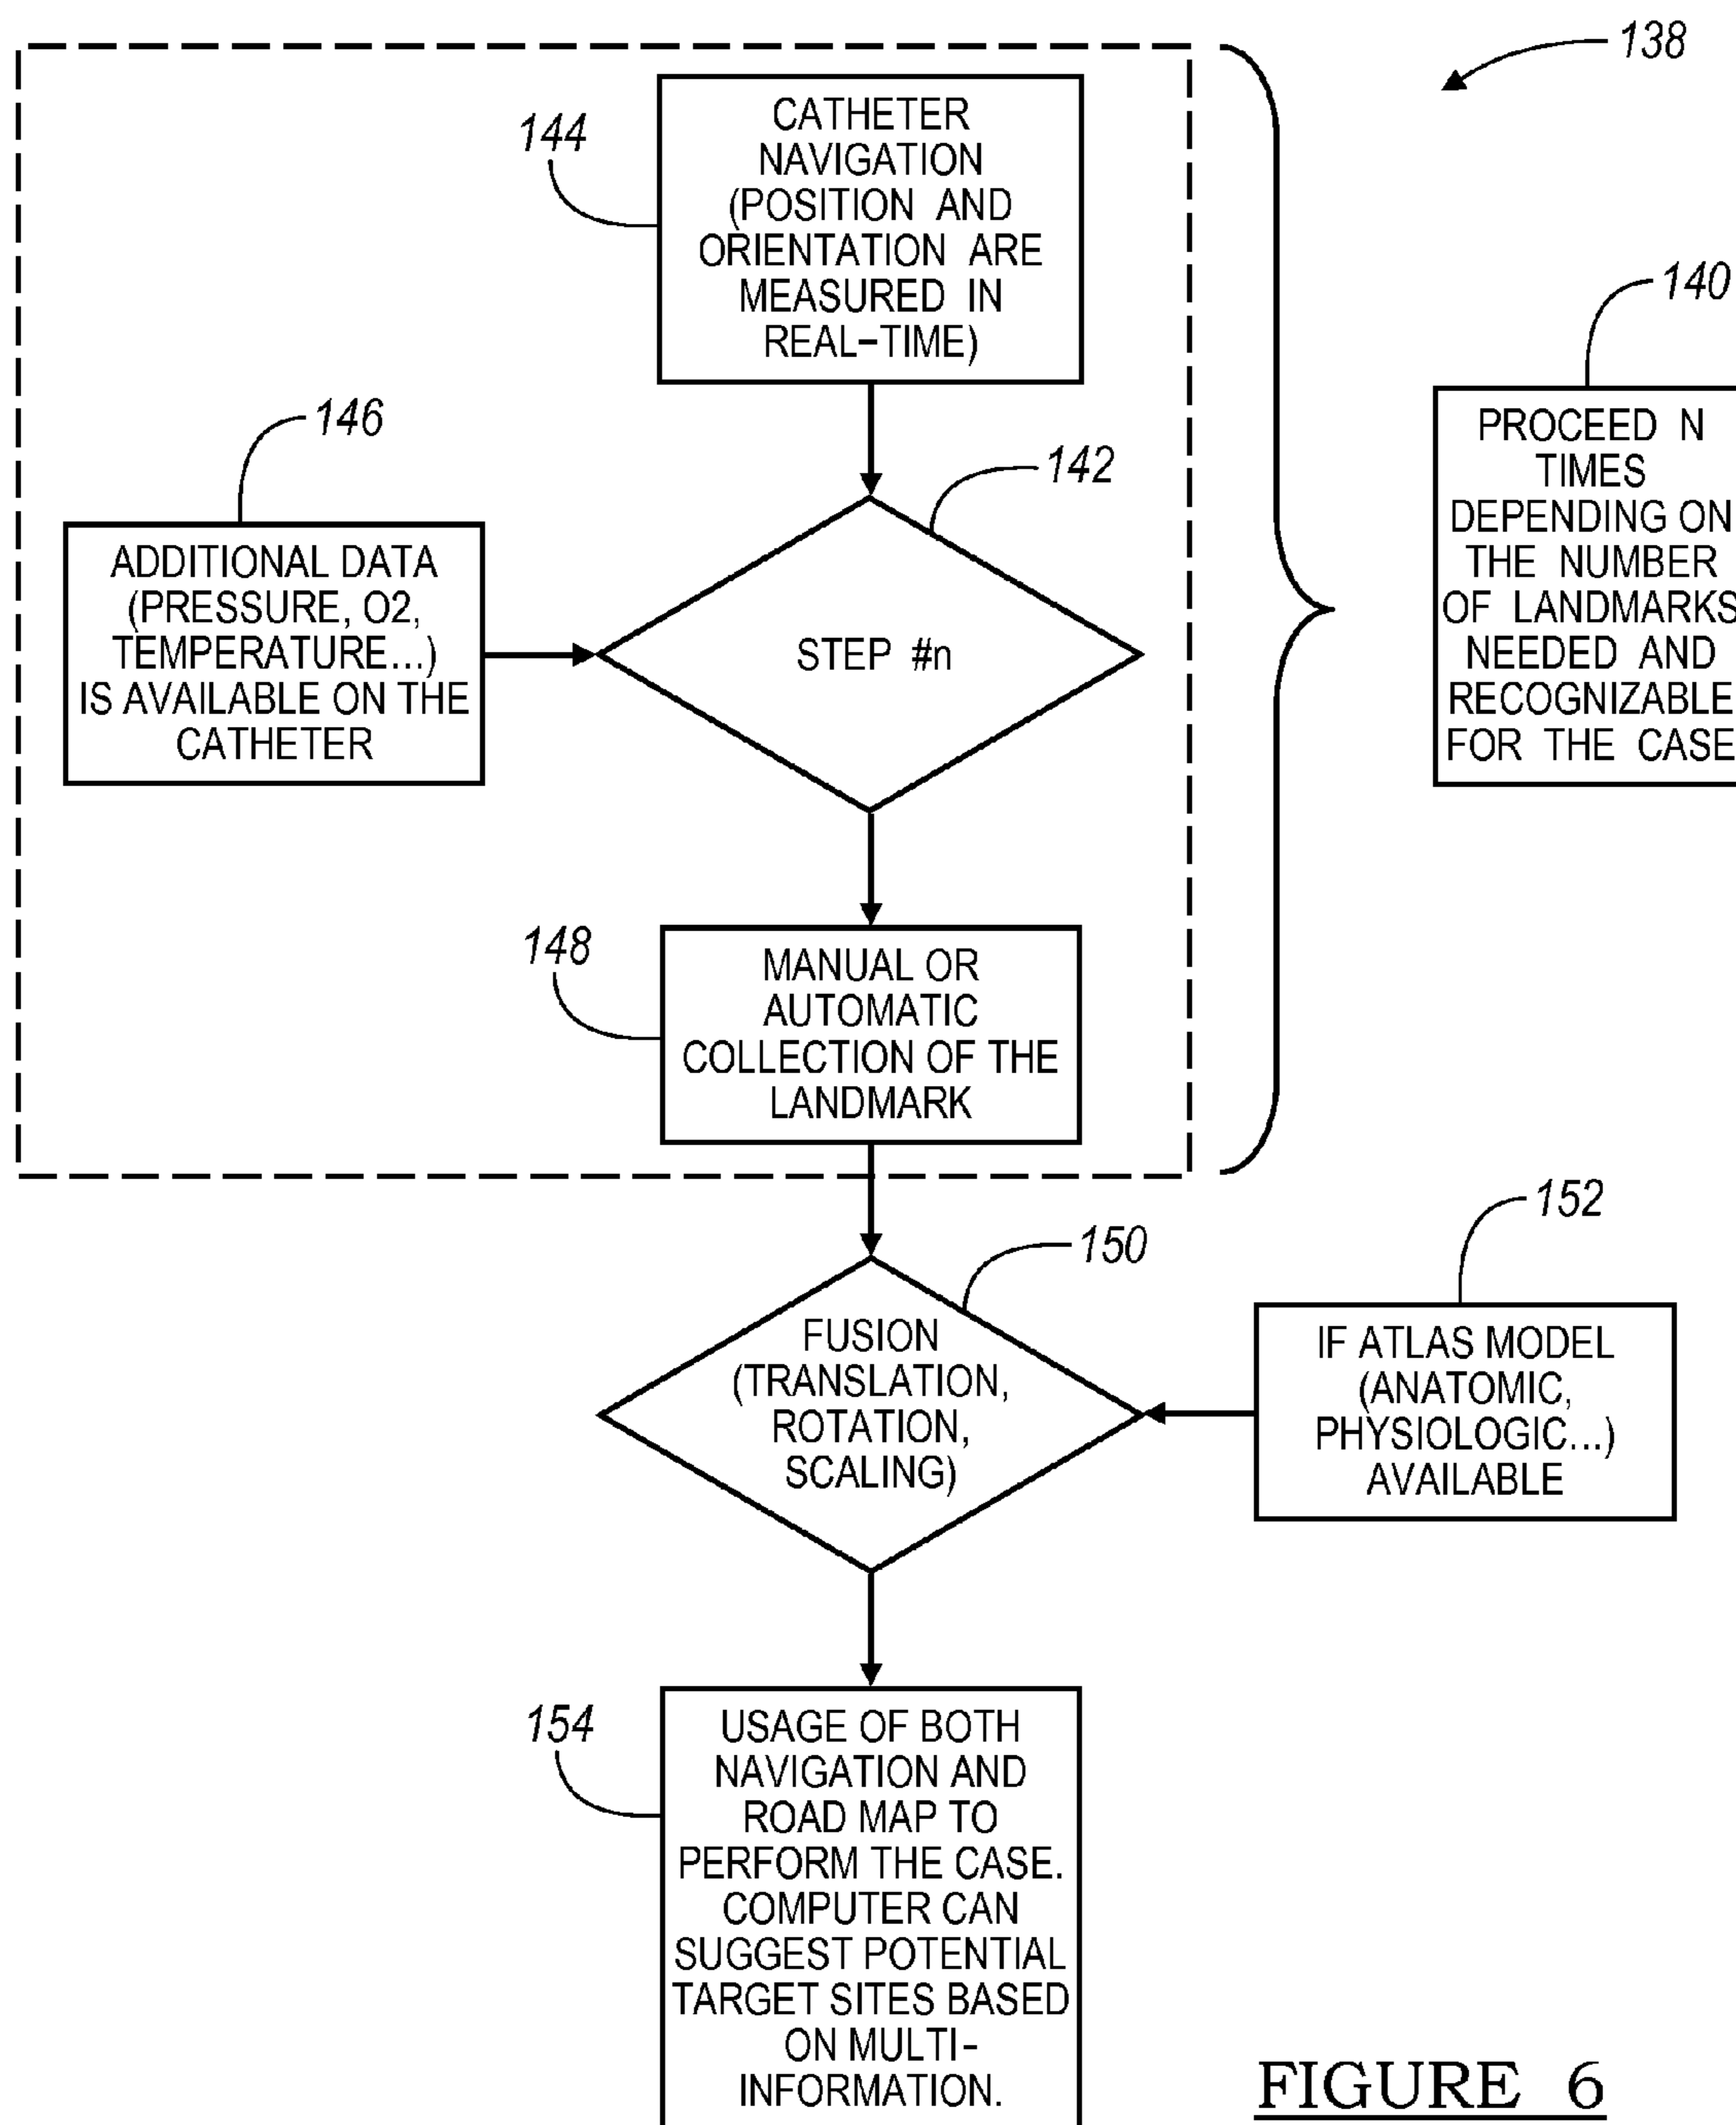 138
144
CATHETER
NAVIGATION
(POSITION AND
ORIENTATION ARE
MEASURED IN
REAL-TIME)
140
PROCEED N
TIMES
DEPENDING ON
THE NUMBER
OF LANDMARKS
NEEDED AND
RECOGNIZABLE
FOR THE CASE
146
142
ADDITIONAL DATA
(PRESSURE, O2,
TEMPERATURE...)
IS AVAILABLE ON THE
CATHETER
STEP #n
148
MANUAL OR
AUTOMATIC
COLLECTION OF THE
LANDMARK
150
152
FUSION
(TRANSLATION,
ROTATION,
SCALING)
IF ATLAS MODEL
(ANATOMIC,
PHYSIOLOGIC...)
AVAILABLE
154
USAGE OF BOTH
NAVIGATION AND
ROAD MAP TO
PERFORM THE CASE.
COMPUTER CAN
SUGGEST POTENTIAL
TARGET SITES BASED
ON MULTI-
INFORMATION.
FIGURE 6